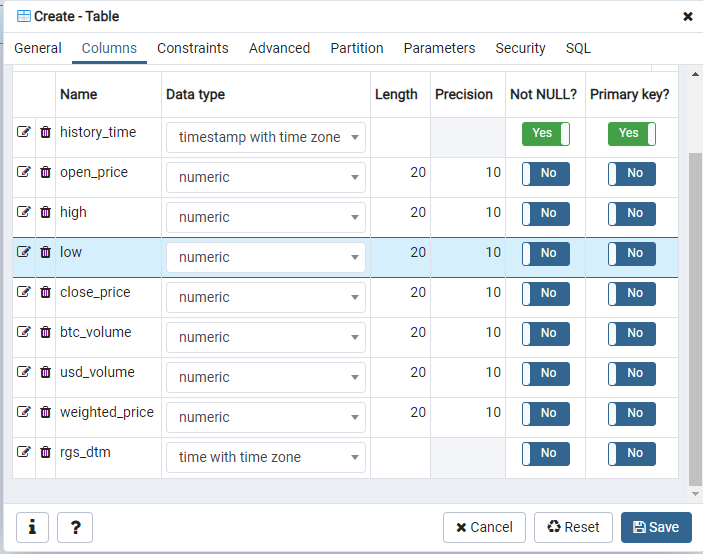 Create - Table
General Columns Constraints Advanced Partition Parameters Security SQL
Name Data type Length Precision Not NULL? Primary key?
history_time timestamp with time zone Yes Yes
open_price numeric 20 10 No No
high numeric 20 10 No No
low numeric 20 10 No No
close_price numeric 20 10 No No
btc_volume numeric 20 10 No No
usd_volume numeric 20 10 No No
weighted_price numeric 20 10 No No
rgs_dtm time with time zone No No
i ? Cancel Reset Save